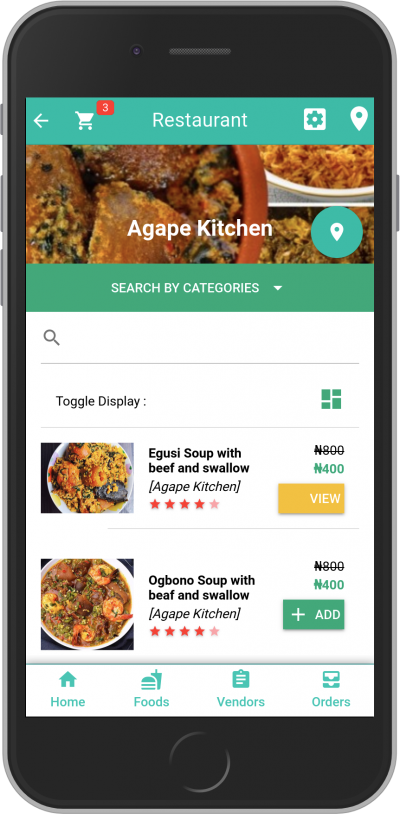 3
Restaurant
Agape Kitchen
SEARCH BY CATEGORIES
Toggle Display :
Egusi Soup with
beef and swallow
[Agape Kitchen]
₦800
₦400
VIEW
Ogbono Soup with
beaf and swallow
[Agape Kitchen]
₦800
₦400
+ ADD
Home
Foods
Vendors
Orders